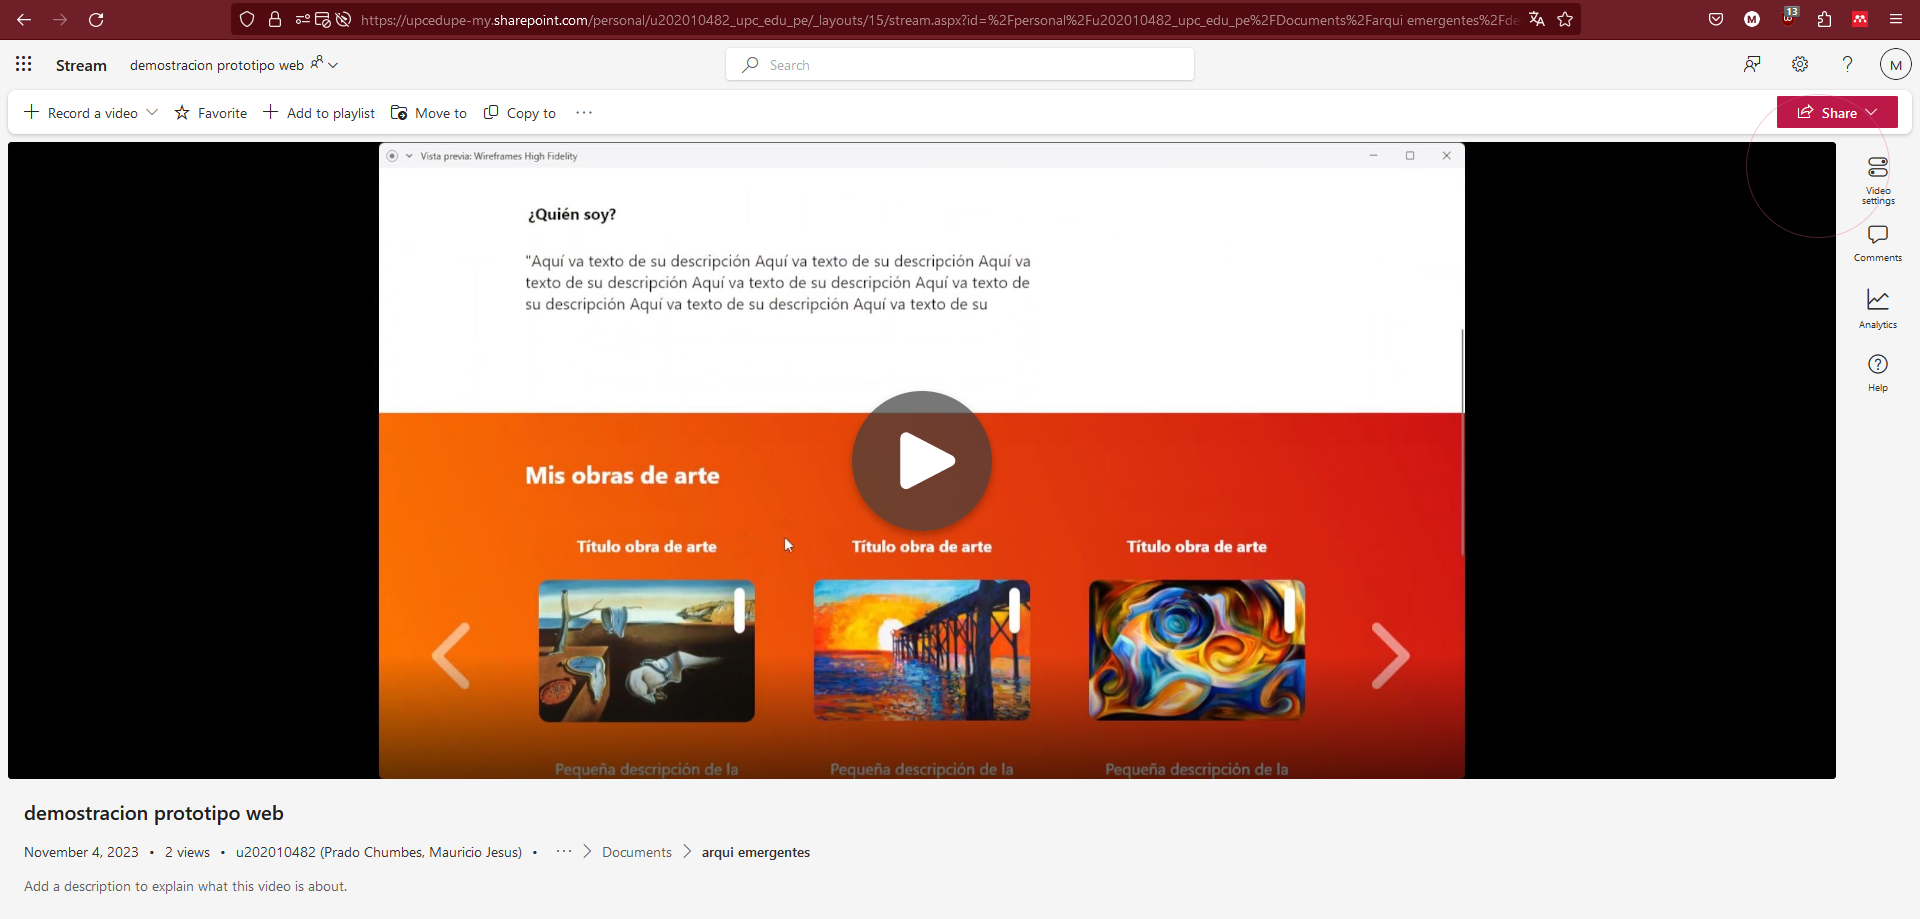 https://upcedupe-my.sharepoint.com/personal/u202010482_upc_edu_pe/_layouts/15/stream.aspx?id=%2Fpersonal%2Fu202010482_upc_edu_pe%2FDocuments%2Farqui emergentes%2Fde
M
13
Stream
demostracion prototipo web
Search
M
Record a video
Favorite
Add to playlist
Move to
Copy to
Share
Vista previa: Wireframes High Fidelity
¿Quién soy?
"Aquí va texto de su descripción Aquí va texto de su descripción Aquí va
texto de su descripción Aquí va texto de su descripción Aquí va texto de
su descripción Aquí va texto de su descripción Aquí va texto de su
Mis obras de arte
Título obra de arte
Título obra de arte
Título obra de arte
Pequeña descripción de la
Pequeña descripción de la
Pequeña descripción de la
Video
settings
Comments
Analytics
Help
demostracion prototipo web
November 4, 2023 • 2 views • u202010482 (Prado Chumbes, Mauricio Jesus) • ··· > Documents > arqui emergentes
Add a description to explain what this video is about.